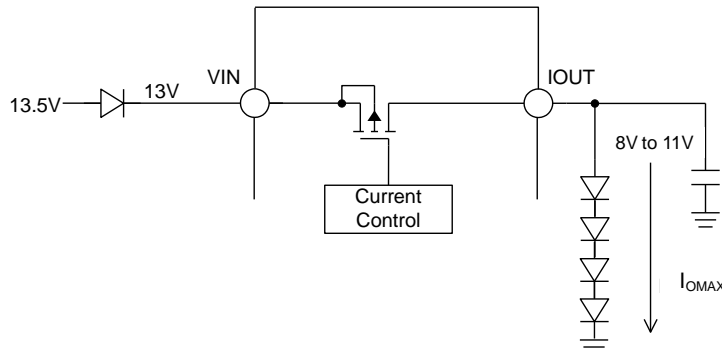 VIN
IOUT
13.5V
13V
8V to 11V
Current
Control
IOMAX